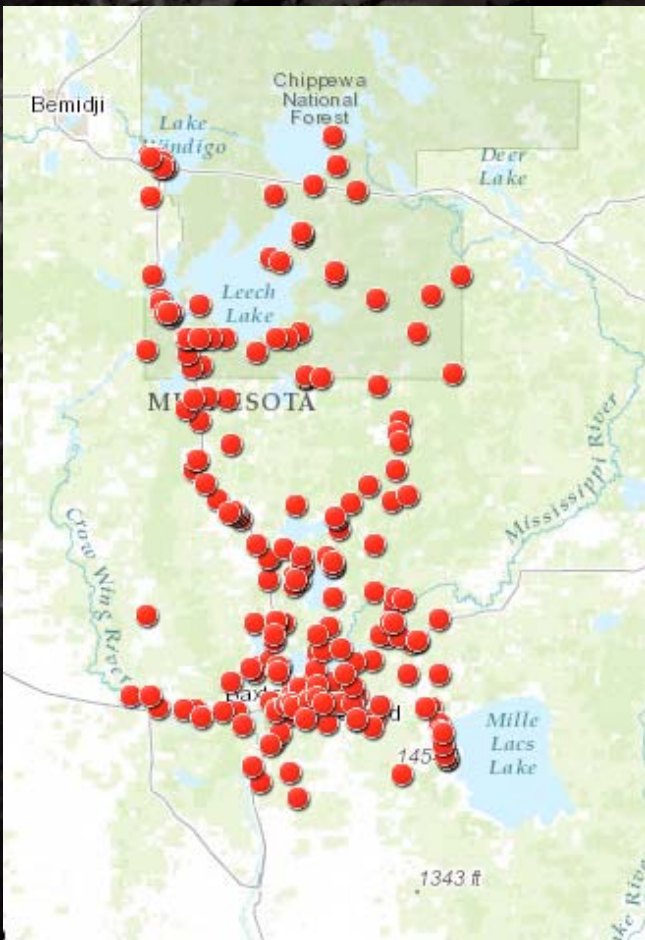 Chippewa
National
Forest
Bemidji
Lake
Windigo
Deer
Lake
Leech
Lake
Mississippi River
Crow Wing River
Mille
Lacs
Lake
1343 ft